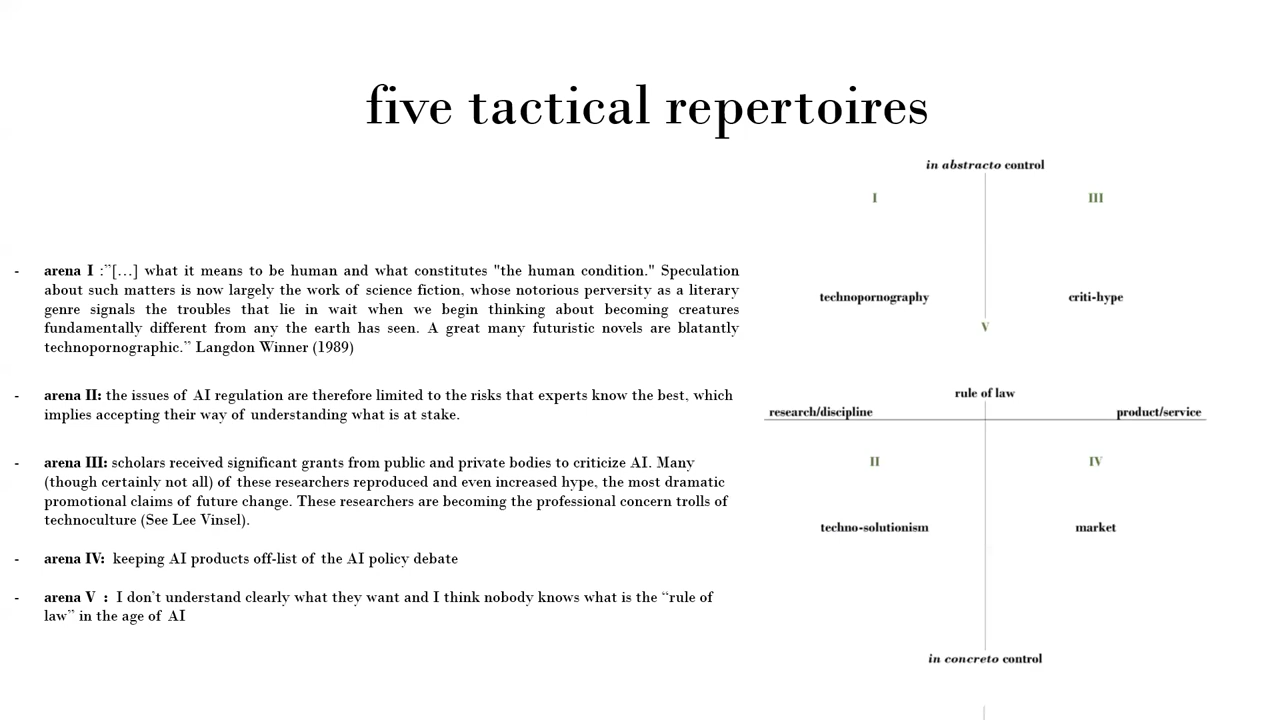 five tactical repertoires
- arena I :”[…] what it means to be human and what constitutes "the human condition." Speculation
about such matters is now largely the work of science fiction, whose notorious perversity as a literary
genre signals the troubles that lie in wait when we begin thinking about becoming creatures
fundamentally different from any the earth has seen. A great many futuristic novels are blatantly
technopornographic.” Langdon Winner (1989)
- arena II: the issues of AI regulation are therefore limited to the risks that experts know the best, which
implies accepting their way of understanding what is at stake.
- arena III: scholars received significant grants from public and private bodies to criticize AI. Many
(though certainly not all) of these researchers reproduced and even increased hype, the most dramatic
promotional claims of future change. These researchers are becoming the professional concern trolls of
technoculture (See Lee Vinsel).
- arena IV: keeping AI products off-list of the AI policy debate
- arena V : I don’t understand clearly what they want and I think nobody knows what is the “rule of
law” in the age of AI
in abstracto control
I
III
technopornography
criti-hype
V
rule of law
research/discipline
product/service
II
IV
techno-solutionism
market
in concreto control